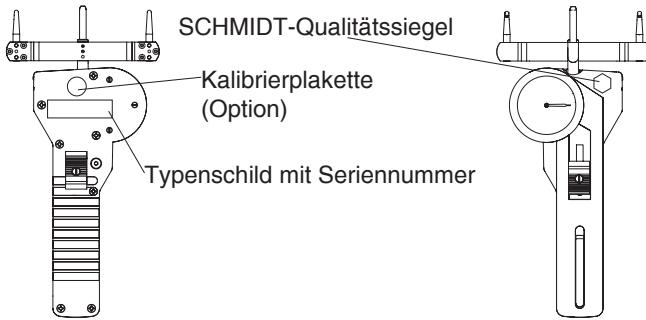 SCHMIDT-Qualitätssiegel
Kalibrierplakette
(Option)
Typenschild mit Seriennummer